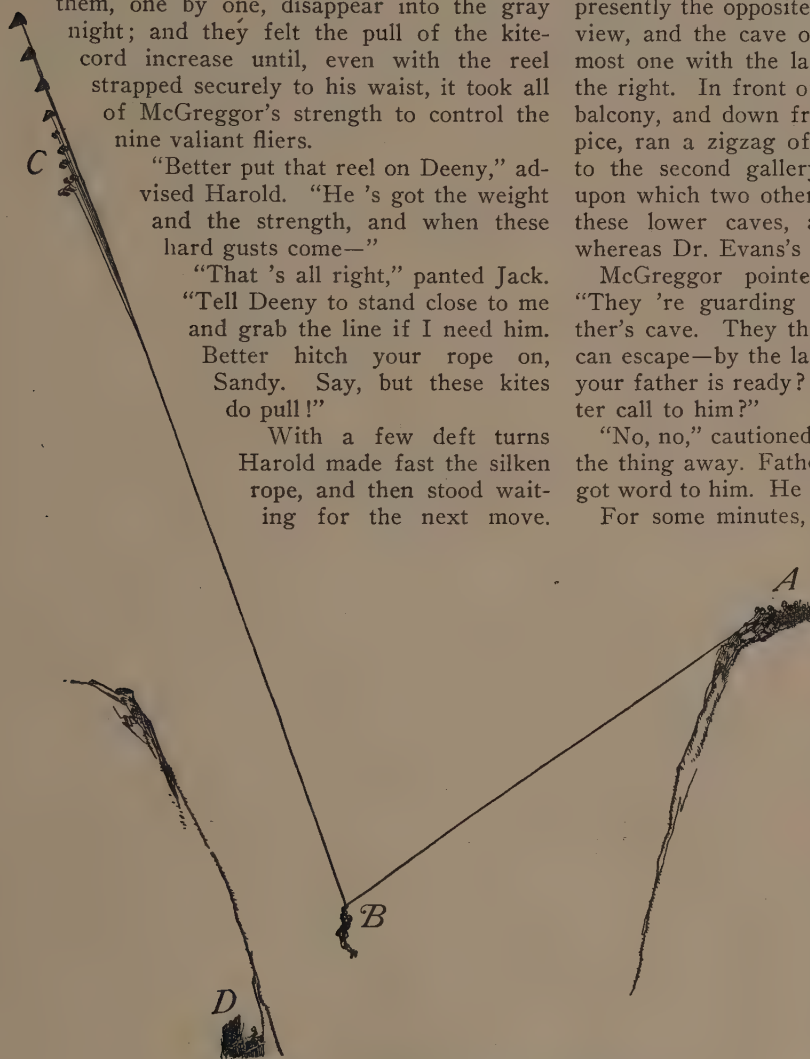 them, one by one, disappear into the gray
night; and they felt the pull of the kite-
cord increase until, even with the reel
strapped securely to his waist, it took all
of McGreggor's strength to control the
nine valiant fliers.
"Better put that reel on Deeny," ad-
vised Harold. "He 's got the weight
and the strength, and when these
hard gusts come—"
"That 's all right," panted Jack.
"Tell Deeny to stand close to me
and grab the line if I need him.
Better hitch your rope on,
Sandy. Say, but these kites
do pull!"
With a few deft turns
Harold made fast the silken
rope, and then stood wait-
ing for the next move.
presently the opposite
view, and the cave
most one with the
the right. In front
balcony, and down
pice, ran a zigzag of
to the second
upon which two
these lower caves,
whereas Dr. Evans's
McGreggor
"They 're guarding
ther's cave. They
can escape—by the
your father is ready?
ter call to him?"
"No, no," cautioned
the thing away.
got word to him. He
For some minutes,
C
A
B
D